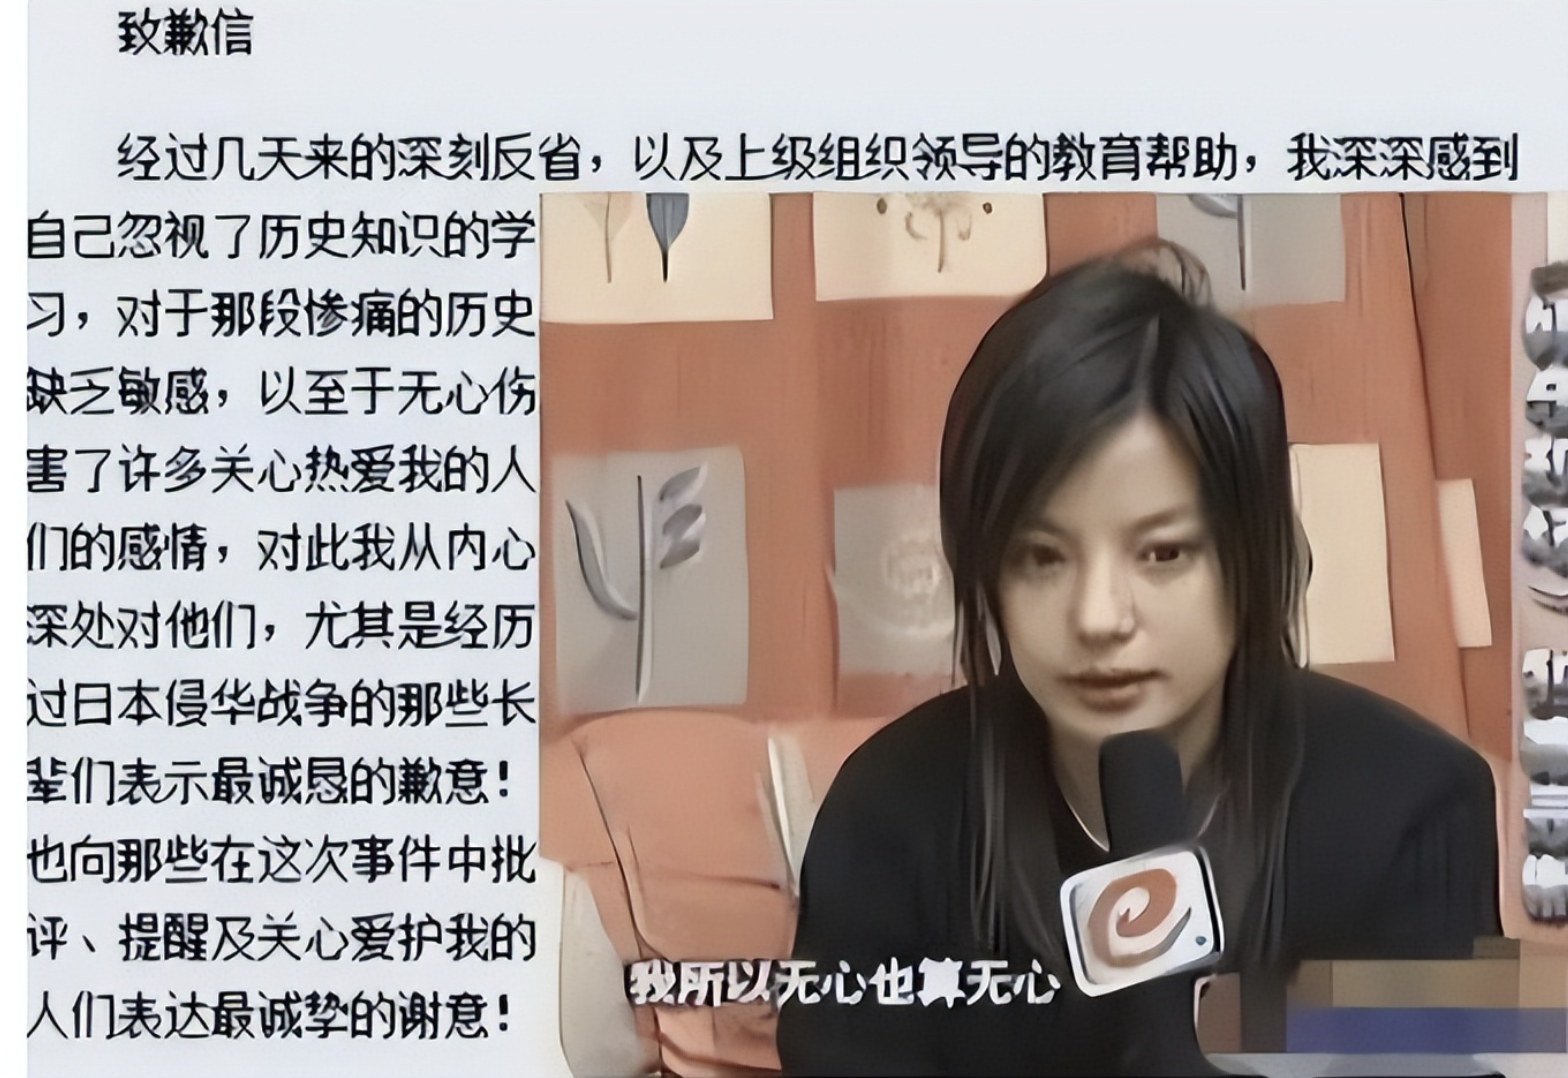 致歉信
经过几天来的深刻反省，以及上级组织领导的教育帮助，我深深感到
自己忽视了历史知识的学
习，对于那段惨痛的历史
缺乏敏感，以至于无心伤
害了许多关心热爱我的人
们的感情，对此我从内心
深处对他们，尤其是经历
过日本侵华战争的那些长
辈们表示最诚恳的歉意！
也向那些在这次事件中批
评、提醒及关心爱护我的
人们表达最诚挚的谢意！
我所以无心也算无心